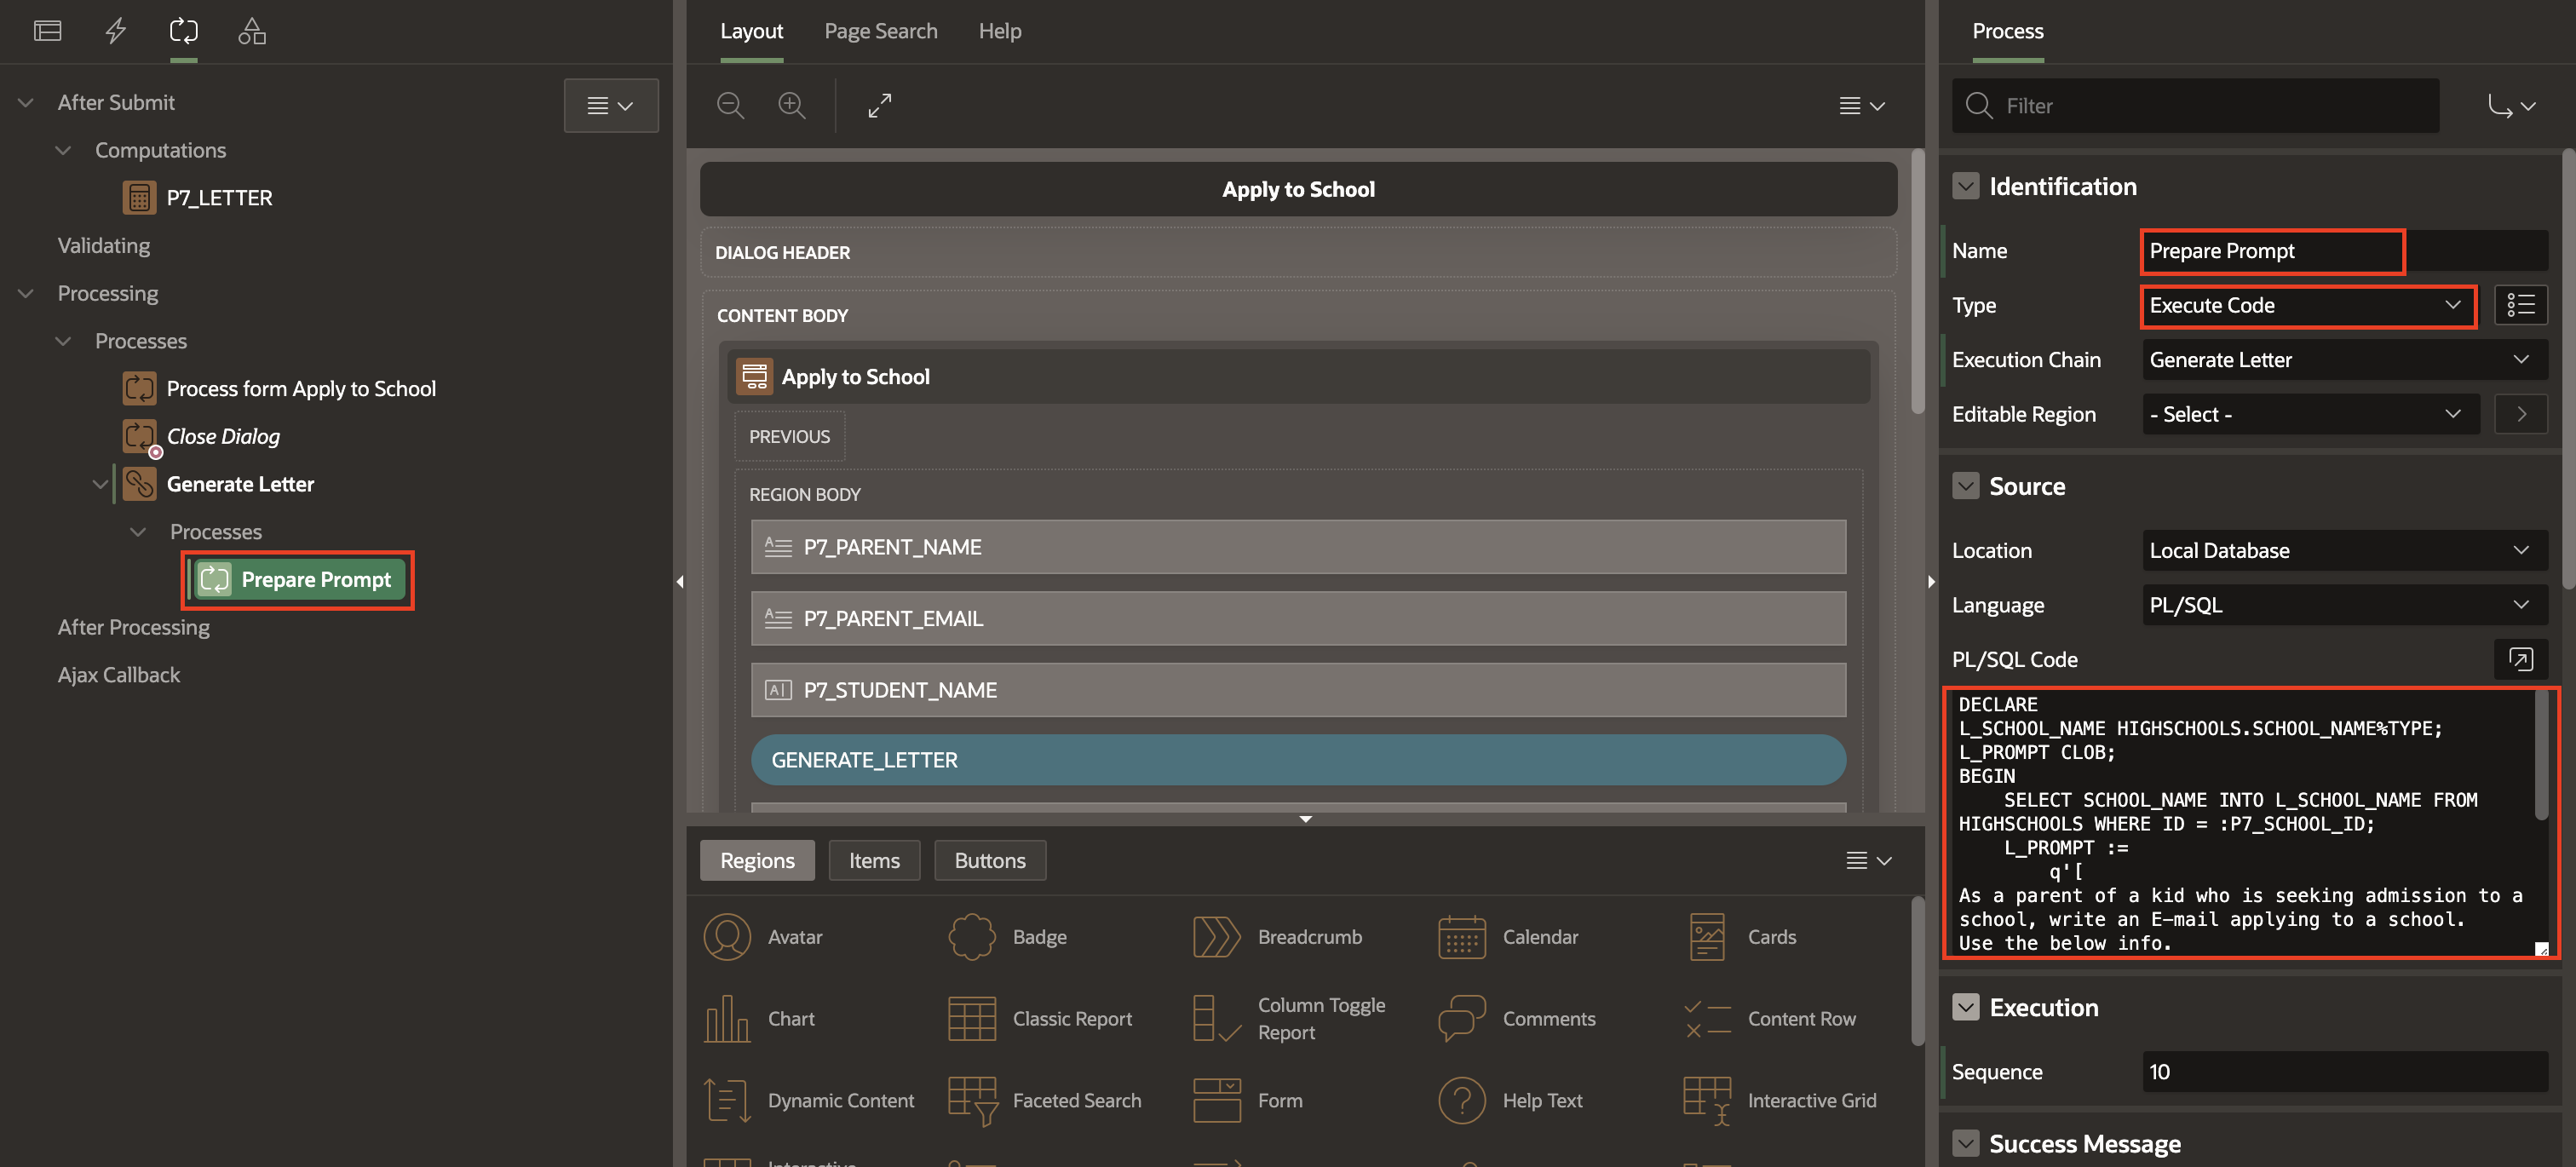 After Submit
Computations
P7_LETTER
Validating
Processing
Processes
Process form Apply to School
Close Dialog
Generate Letter
Processes
Prepare Prompt
After Processing
Ajax Callback
Layout
Page Search
Help
Apply to School
DIALOG HEADER
CONTENT BODY
Apply to School
PREVIOUS
REGION BODY
P7_PARENT_NAME
P7_PARENT_EMAIL
P7_STUDENT_NAME
GENERATE_LETTER
Regions
Items
Buttons
Avatar
Badge
Breadcrumb
Calendar
Cards
Chart
Classic Report
Column Toggle
Report
Comments
Content Row
Dynamic Content
Faceted Search
Form
Help Text
Interactive Grid
Process
Filter
Identification
Name
Prepare Prompt
Type
Execute Code
Execution Chain
Generate Letter
Editable Region
- Select -
Source
Location
Local Database
Language
PL/SQL
PL/SQL Code
DECLARE
L_SCHOOL_NAME HIGHSCHOOLS.SCHOOL_NAME%TYPE;
L_PROMPT CLOB;
BEGIN
SELECT SCHOOL_NAME INTO L_SCHOOL_NAME FROM
HIGHSCHOOLS WHERE ID = :P7_SCHOOL_ID;
L_PROMPT :=
q'[
As a parent of a kid who is seeking admission to a
school, write an E-mail applying to a school.
Use the below info.
Execution
Sequence
10
Success Message